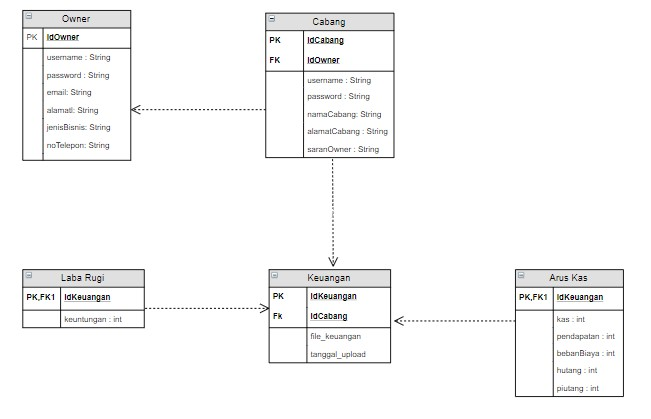 Owner
PK IdOwner
username : String
password : String
email: String
alamatl: String
jenisBisnis: String
noTelepon: String
Cabang
PK IdCabang
FK IdOwner
username : String
password : String
namaCabang: String
alamatCabang : String
saranOwner : String
Laba Rugi
PK,FK1 IdKeuangan
keuntungan : int
Keuangan
PK IdKeuangan
Fk IdCabang
file_keuangan
tanggal_upload
Arus Kas
PK,FK1 IdKeuangan
kas : int
pendapatan : int
bebanBiaya : int
hutang : int
piutang : int